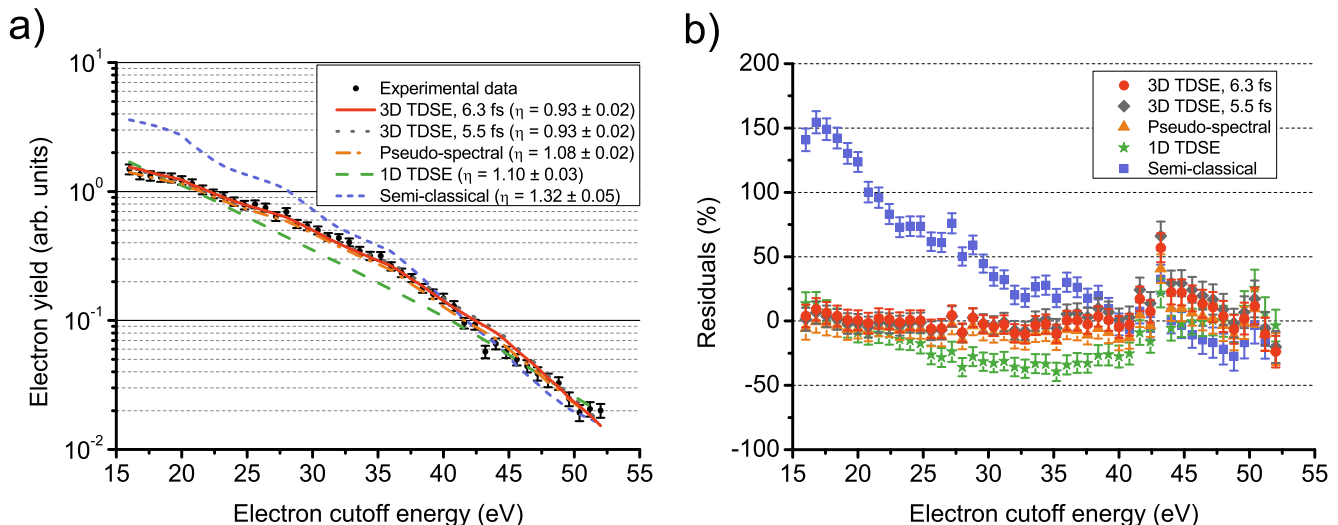 a)
Electron yield (arb. units)
10¹
10⁰
10⁻¹
10⁻²
Experimental data
3D TDSE, 6.3 fs (η = 0.93 ± 0.02)
3D TDSE, 5.5 fs (η = 0.93 ± 0.02)
Pseudo-spectral (η = 1.08 ± 0.02)
1D TDSE (η = 1.10 ± 0.03)
Semi-classical (η = 1.32 ± 0.05)
15 20 25 30 35 40 45 50 55
Electron cutoff energy (eV)
b)
Residuals (%)
200
150
100
50
0
-50
-100
3D TDSE, 6.3 fs
3D TDSE, 5.5 fs
Pseudo-spectral
1D TDSE
Semi-classical
15 20 25 30 35 40 45 50 55
Electron cutoff energy (eV)